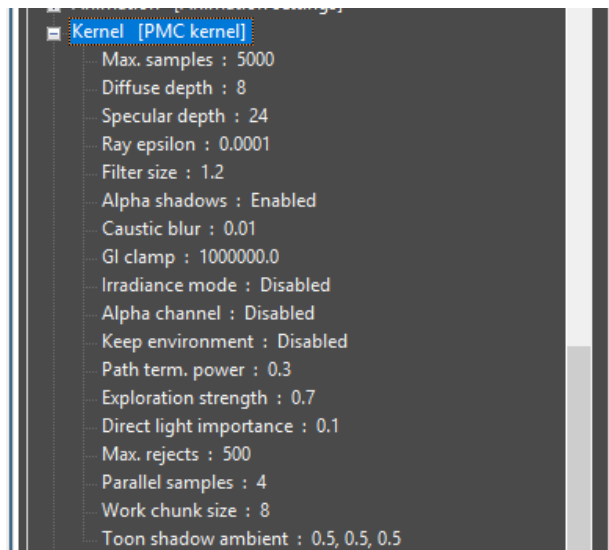 Kernel [PMC kernel]
Max. samples : 5000
Diffuse depth : 8
Specular depth : 24
Ray epsilon : 0.0001
Filter size : 1.2
Alpha shadows : Enabled
Caustic blur : 0.01
GI clamp : 1000000.0
Irradiance mode : Disabled
Alpha channel : Disabled
Keep environment : Disabled
Path term. power : 0.3
Exploration strength : 0.7
Direct light importance : 0.1
Max. rejects : 500
Parallel samples : 4
Work chunk size : 8
Toon shadow ambient : 0.5, 0.5, 0.5